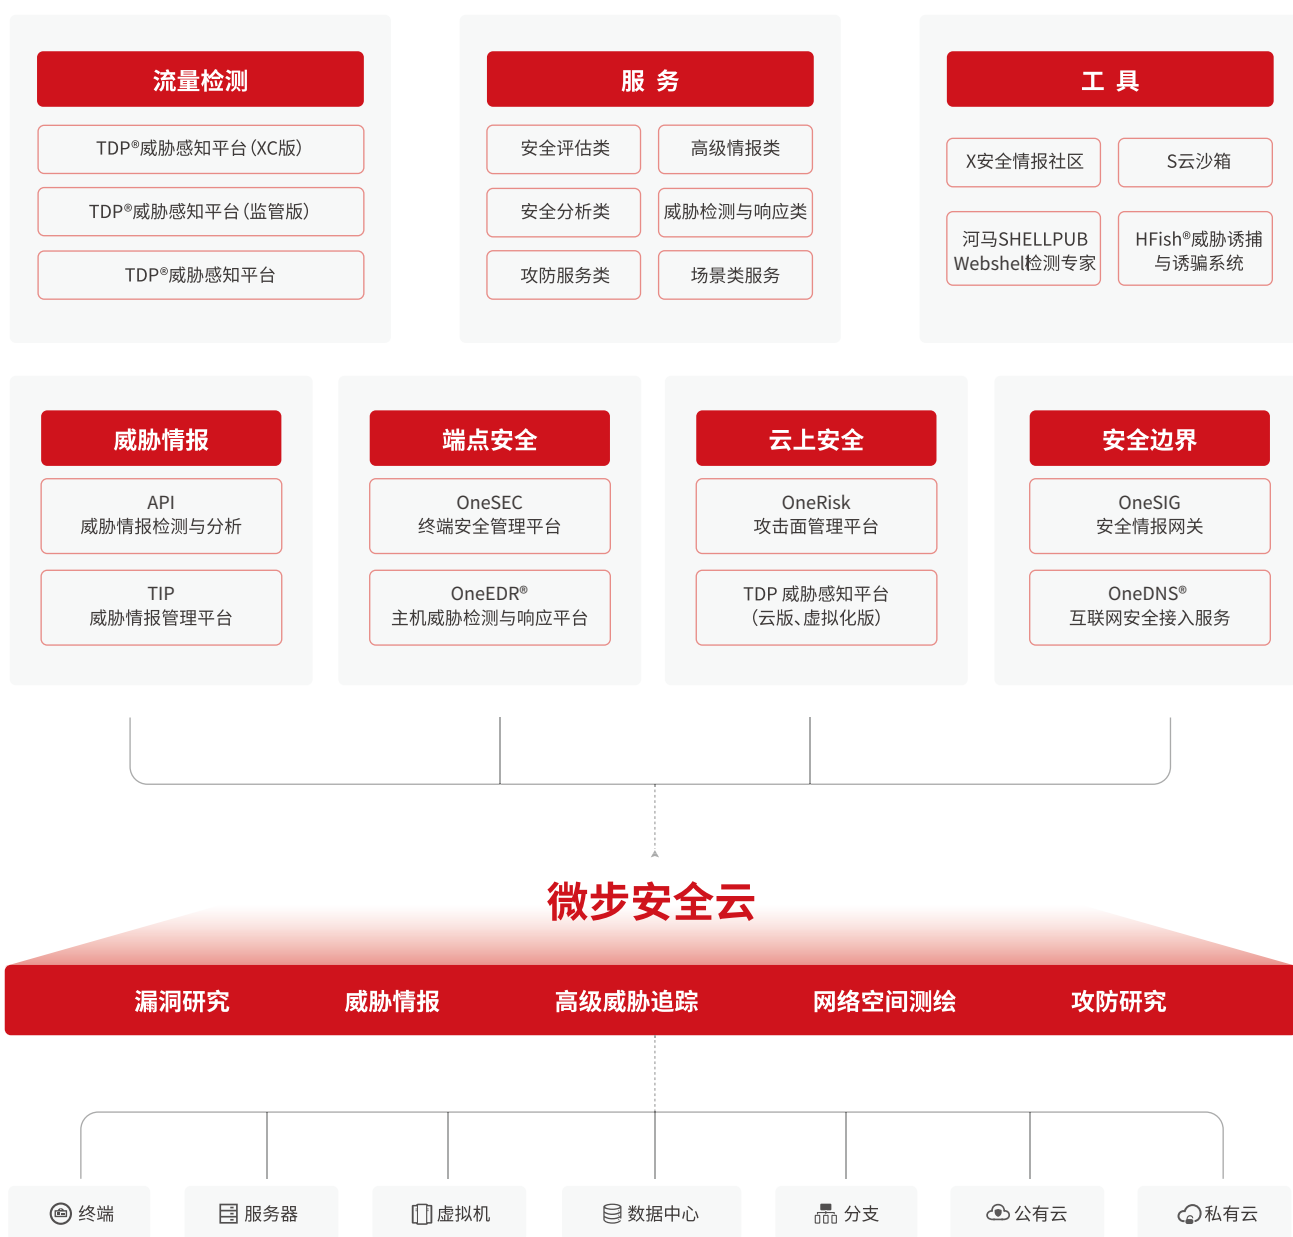 流量检测
TDP®威胁感知平台（XC版）
TDP®威胁感知平台（监管版）
TDP®威胁感知平台
服 务
安全评估类
高级情报类
安全分析类
威胁检测与响应类
攻防服务类
场景类服务
工 具
X安全情报社区
S云沙箱
河马SHELLPUB
Webshell检测专家
HFish®威胁诱捕
与诱骗系统
威胁情报
API
威胁情报检测与分析
TIP
威胁情报管理平台
端点安全
OneSEC
终端安全管理平台
OneEDR®
主机威胁检测与响应平台
云上安全
OneRisk
攻击面管理平台
TDP 威胁感知平台
（云版、虚拟化版）
安全边界
OneSIG
安全情报网关
OneDNS®
互联网安全接入服务
微步安全云
漏洞研究
威胁情报
高级威胁追踪
网络空间测绘
攻防研究
终端
服务器
虚拟机
数据中心
分支
公有云
私有云